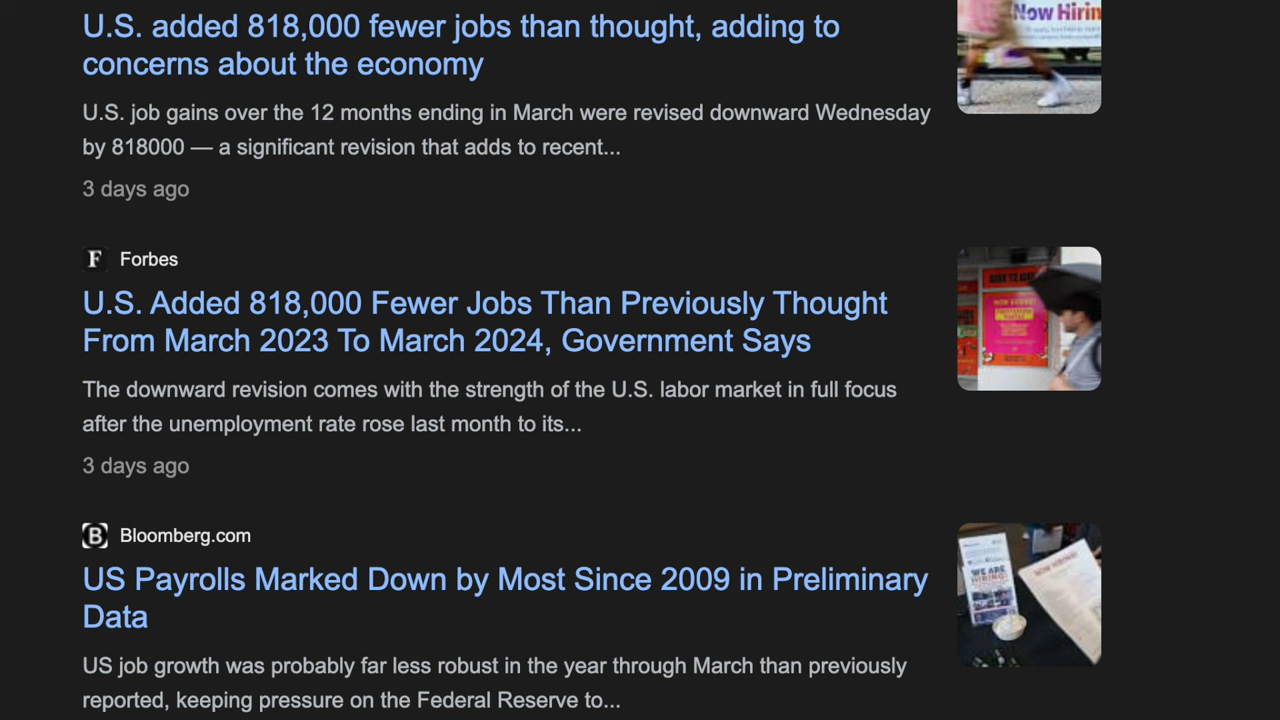 U.S. added 818,000 fewer jobs than thought, adding to
concerns about the economy
Now Hirin
U.S. job gains over the 12 months ending in March were revised downward Wednesday
by 818000 — a significant revision that adds to recent...
3 days ago
F Forbes
U.S. Added 818,000 Fewer Jobs Than Previously Thought
From March 2023 To March 2024, Government Says
The downward revision comes with the strength of the U.S. labor market in full focus
after the unemployment rate rose last month to its...
3 days ago
B Bloomberg.com
US Payrolls Marked Down by Most Since 2009 in Preliminary
Data
WE ARE
HIRING!
NOW HIRING!
US job growth was probably far less robust in the year through March than previously
reported, keeping pressure on the Federal Reserve to...